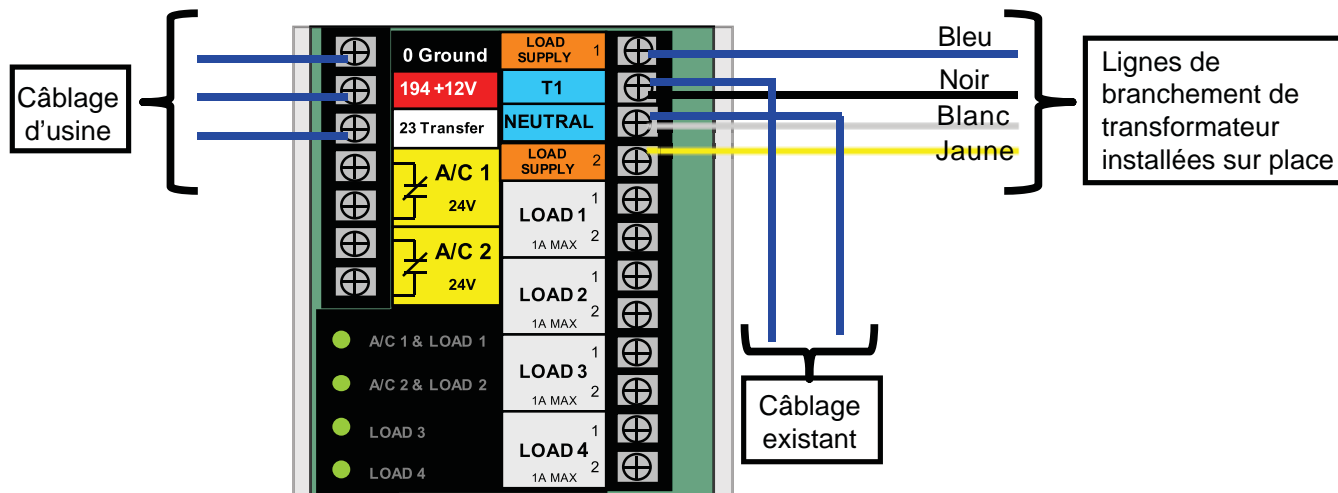 Câblage
d'usine
0 Ground
194 +12V
23 Transfer
A/C 1
24V
A/C 2
24V
A/C 1 & LOAD 1
A/C 2 & LOAD 2
LOAD 3
LOAD 4
LOAD
SUPPLY 1
T1
NEUTRAL
LOAD
SUPPLY 2
LOAD 1
1A MAX
1
2
LOAD 2
1A MAX
1
2
LOAD 3
1A MAX
1
2
LOAD 4
1A MAX
1
2
Bleu
Noir
Blanc
Jaune
Lignes de
branchement de
transformateur
installées sur place
Câblage
existant